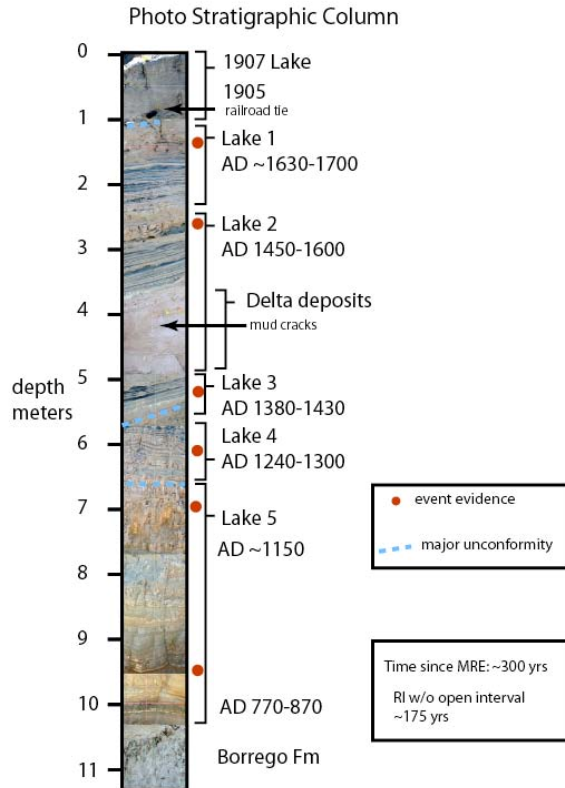 Photo Stratigraphic Column
0
1907 Lake
1905
railroad tie
1
Lake 1
AD ~1630-1700
2
Lake 2
AD 1450-1600
3
Delta deposits
4
mud cracks
depth
meters
5
Lake 3
AD 1380-1430
6
Lake 4
AD 1240-1300
7
Lake 5
AD ~1150
8
9
10
AD 770-870
Borrego Fm
11
event evidence
major unconformity
Time since MRE: ~300 yrs
RI w/o open interval
~175 yrs